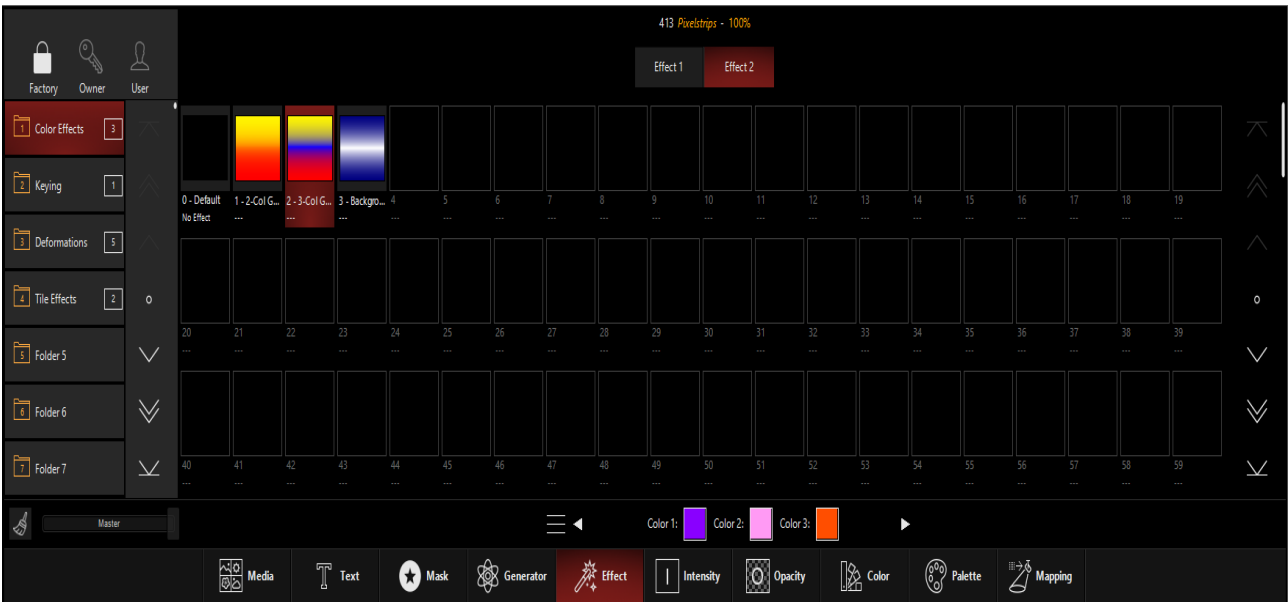 413 Pixelstrips - 100%
Effect 1 Effect 2
Factory Owner User
1 Color Effects 3
2 Keying 1
3 Deformations 5
4 Tile Effects 2
5 Folder 5
6 Folder 6
7 Folder 7
0 - Default 1 - 2-Col G... 2 - 3-Col G... 3 - Backgro... 4 5 6 7 8 9 10 11 12 13 14 15 16 17 18 19
No Effect --- --- --- --- --- --- --- --- --- --- --- --- --- --- --- --- --- --- ---
20 21 22 23 24 25 26 27 28 29 30 31 32 33 34 35 36 37 38 39
--- --- --- --- --- --- --- --- --- --- --- --- --- --- --- --- --- --- --- ---
40 41 42 43 44 45 46 47 48 49 50 51 52 53 54 55 56 57 58 59
--- --- --- --- --- --- --- --- --- --- --- --- --- --- --- --- --- --- --- ---
Master
Color 1: Color 2: Color 3:
Media T Text Mask Generator Effect I Intensity O Opacity Color Palette Mapping